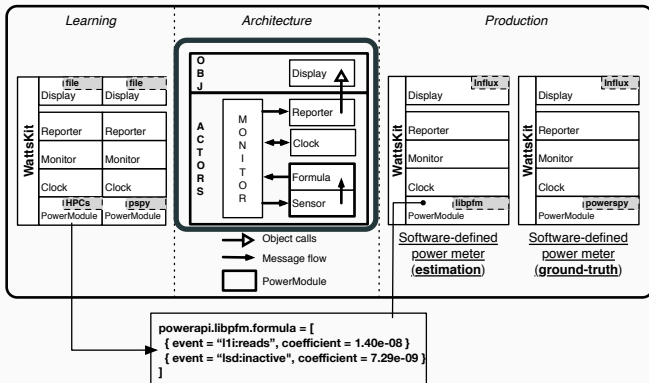 Learning
Architecture
Production
WattsKit
file
file
Display
Display
Reporter
Reporter
Monitor
Monitor
Clock
Clock
HPCs
pspy
PowerModule
PowerModule
OBJ
Display
ACTORS
MONITOR
Reporter
Clock
Formula
Sensor
Object calls
Message flow
PowerModule
WattsKit
Influx
Display
Reporter
Monitor
Clock
libpfm
PowerModule
Software-defined
power meter
(estimation)
WattsKit
Influx
Display
Reporter
Monitor
Clock
powerspy
PowerModule
Software-defined
power meter
(ground-truth)
powerapi.libpfm.formula = [
{ event = “l1i:reads”, coefficient = 1.40e-08 }
{ event = “lsd:inactive", coefficient = 7.29e-09 }
]